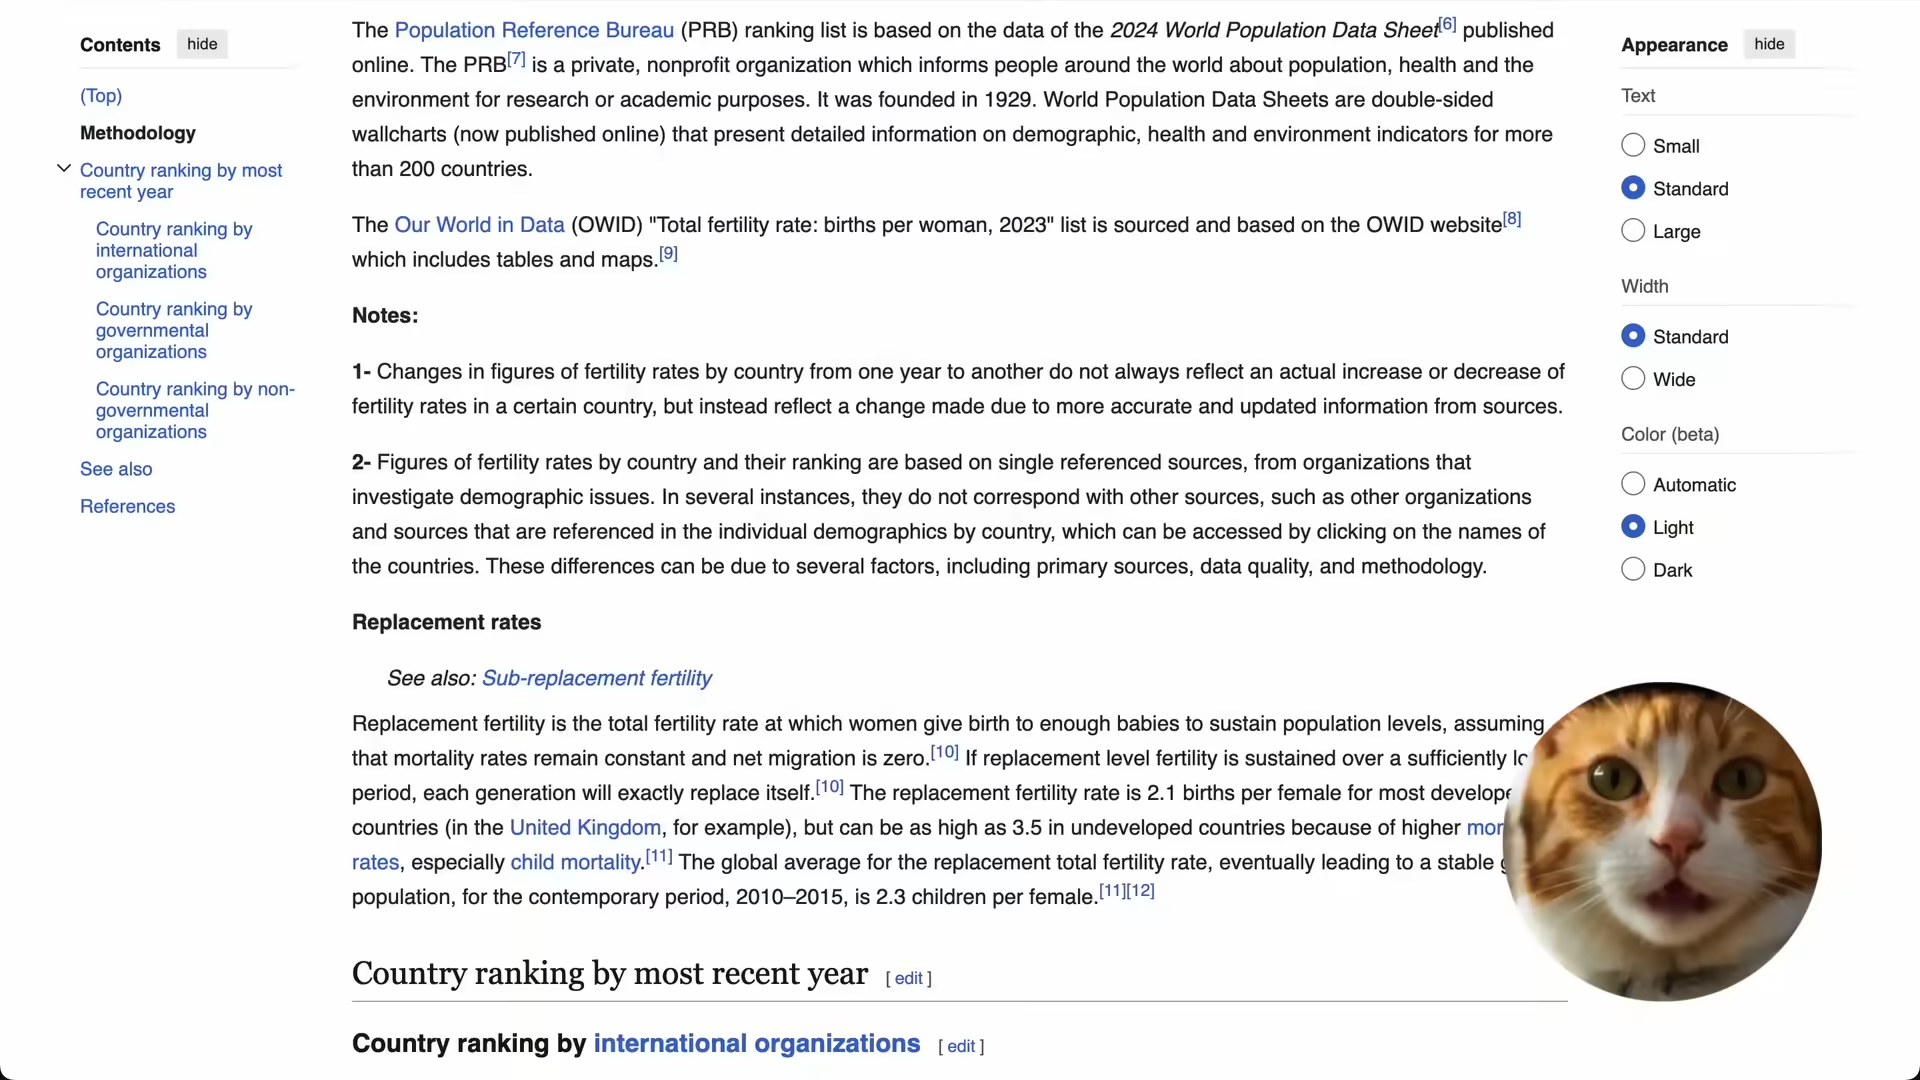 Contents hide
(Top)
Methodology
Country ranking by most
recent year
Country ranking by
international
organizations
Country ranking by
governmental
organizations
Country ranking by non-
governmental
organizations
See also
References
The Population Reference Bureau (PRB) ranking list is based on the data of the 2024 World Population Data Sheet[6] published
online. The PRB[7] is a private, nonprofit organization which informs people around the world about population, health and the
environment for research or academic purposes. It was founded in 1929. World Population Data Sheets are double-sided
wallcharts (now published online) that present detailed information on demographic, health and environment indicators for more
than 200 countries.
The Our World in Data (OWID) "Total fertility rate: births per woman, 2023" list is sourced and based on the OWID website[8]
which includes tables and maps.[9]
Notes:
1- Changes in figures of fertility rates by country from one year to another do not always reflect an actual increase or decrease of
fertility rates in a certain country, but instead reflect a change made due to more accurate and updated information from sources.
2- Figures of fertility rates by country and their ranking are based on single referenced sources, from organizations that
investigate demographic issues. In several instances, they do not correspond with other sources, such as other organizations
and sources that are referenced in the individual demographics by country, which can be accessed by clicking on the names of
the countries. These differences can be due to several factors, including primary sources, data quality, and methodology.
Replacement rates
See also: Sub-replacement fertility
Replacement fertility is the total fertility rate at which women give birth to enough babies to sustain population levels, assuming
that mortality rates remain constant and net migration is zero.[10] If replacement level fertility is sustained over a sufficiently
period, each generation will exactly replace itself.[10] The replacement fertility rate is 2.1 births per female for most
countries (in the United Kingdom, for example), but can be as high as 3.5 in undeveloped countries because of higher
rates, especially child mortality.[11] The global average for the replacement total fertility rate, eventually leading to a stable
population, for the contemporary period, 2010–2015, is 2.3 children per female.[11][12]
Country ranking by most recent year [ edit ]
Country ranking by international organizations [ edit ]
Appearance hide
Text
Small
Standard
Large
Width
Standard
Wide
Color (beta)
Automatic
Light
Dark